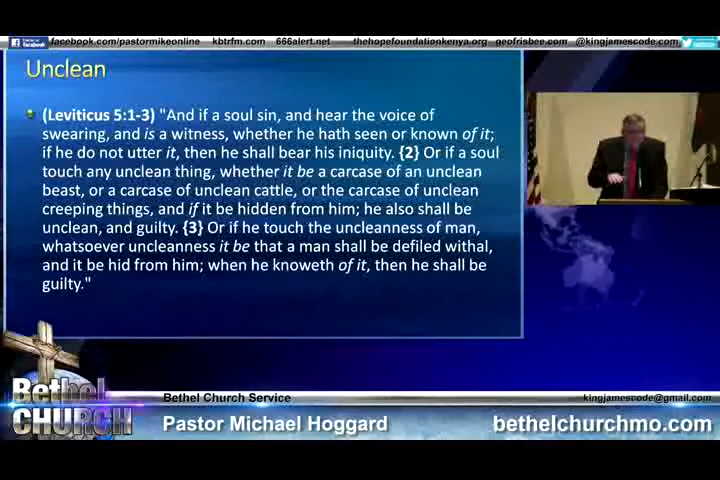 facebook.com/pastormikeonline kbtrfm.com 666alert.net thehopefoundationkenya.org geofrisbee.com @kingjamescode.com
Unclean
(Leviticus 5:1-3) "And if a soul sin, and hear the voice of
swearing, and is a witness, whether he hath seen or known of it;
if he do not utter it, then he shall bear his iniquity. {2} Or if a soul
touch any unclean thing, whether it be a carcase of an unclean
beast, or a carcase of unclean cattle, or the carcase of unclean
creeping things, and if it be hidden from him; he also shall be
unclean, and guilty. {3} Or if he touch the uncleanness of man,
whatsoever uncleanness it be that a man shall be defiled withal,
and it be hid from him; when he knoweth of it, then he shall be
guilty."
Bethel
CHURCH
Bethel Church Service
kingjamescode@gmail.com
Pastor Michael Hoggard
bethelchurchmo.com